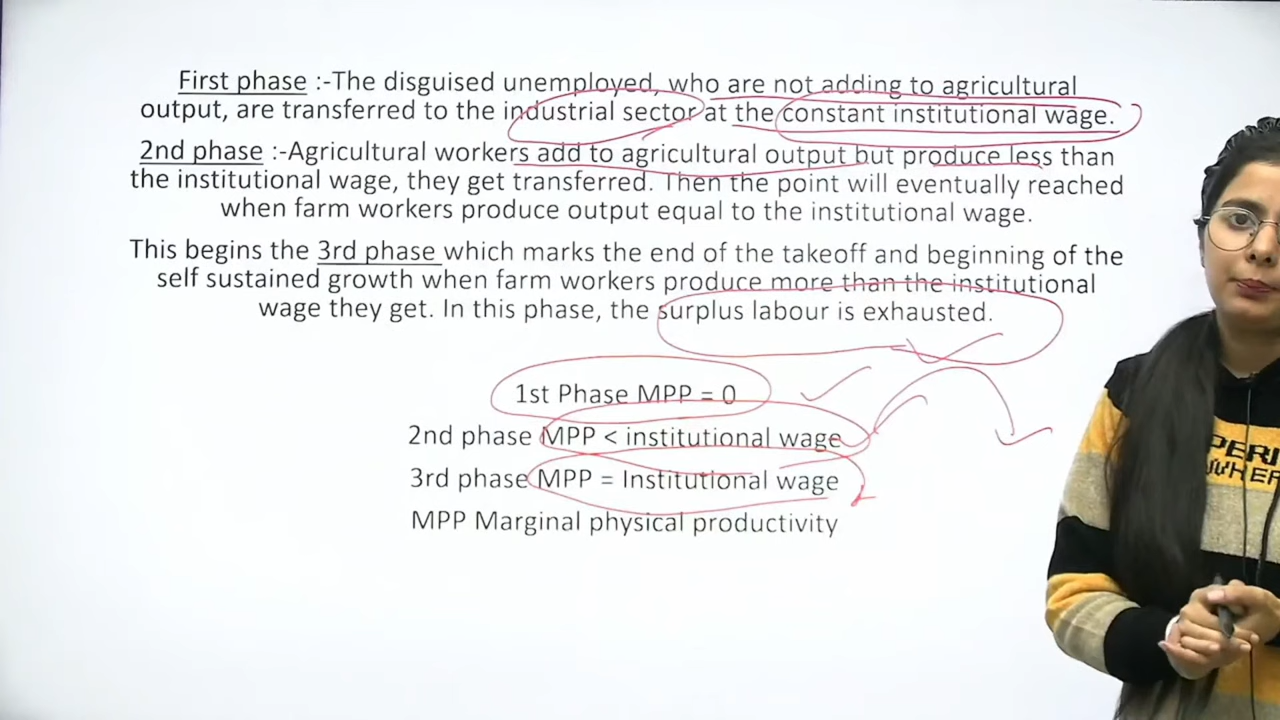 First phase :-The disguised unemployed, who are not adding to agricultural
output, are transferred to the industrial sector at the constant institutional wage.
2nd phase :-Agricultural workers add to agricultural output but produce less than
the institutional wage, they get transferred. Then the point will eventually reached
when farm workers produce output equal to the institutional wage.
This begins the 3rd phase which marks the end of the takeoff and beginning of the
self sustained growth when farm workers produce more than the institutional
wage they get. In this phase, the surplus labour is exhausted.
1st Phase MPP = 0
2nd phase MPP < institutional wage
3rd phase MPP = Institutional wage
MPP Marginal physical productivity